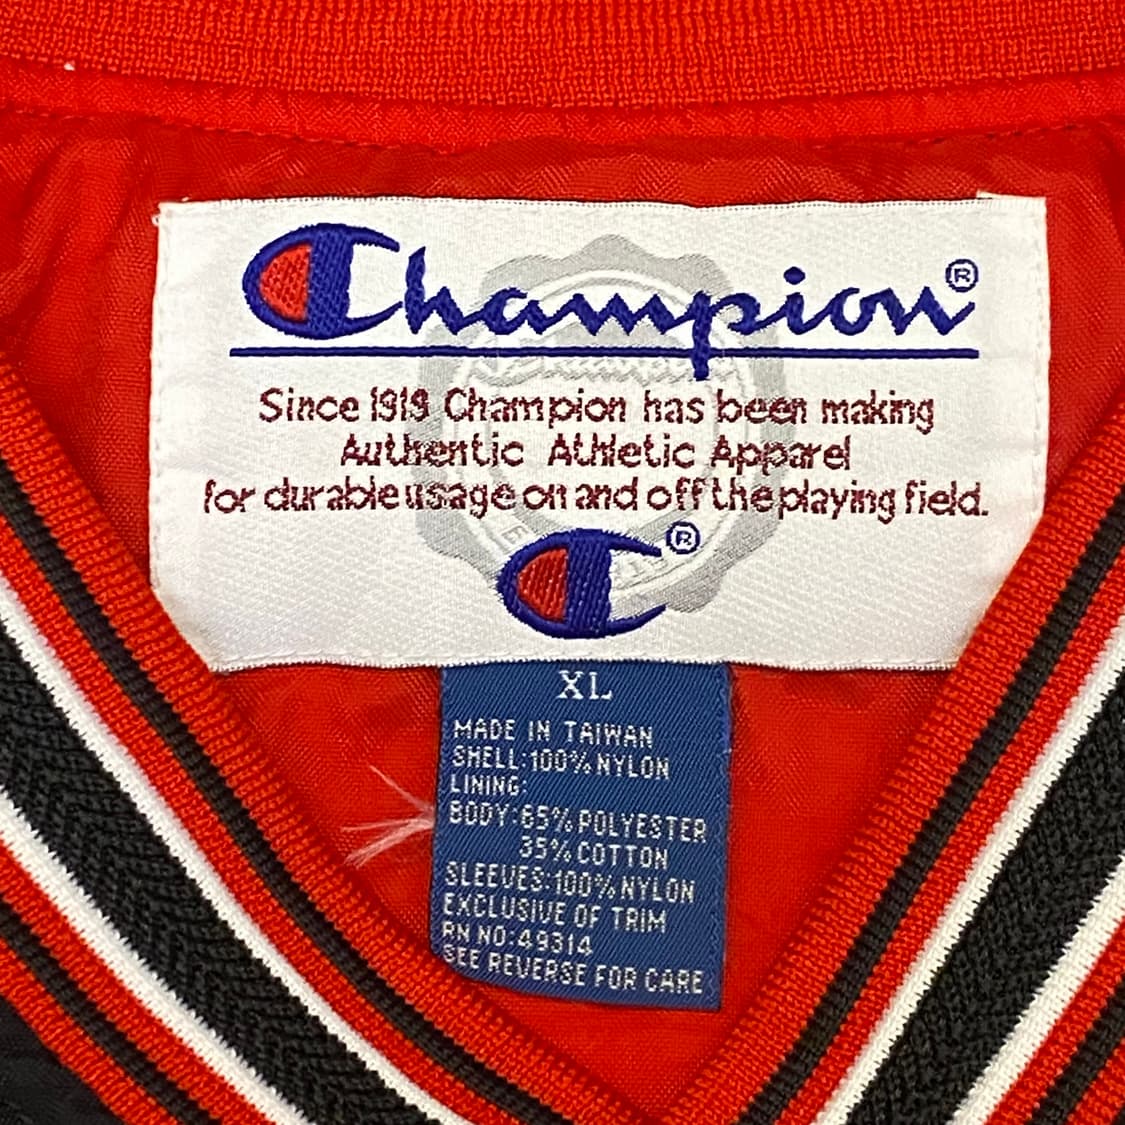 Champion®
Since 1919 Champion has been making
Authentic Athletic Apparel
for durable usage on and off the playing field.
C®
XL
MADE IN TAIWAN
SHELL:100% NYLON
LINING:
BODY:65% POLYESTER
35% COTTON
SLEEVES:100% NYLON
EXCLUSIVE OF TRIM
RN NO:49314
SEE REVERSE FOR CARE